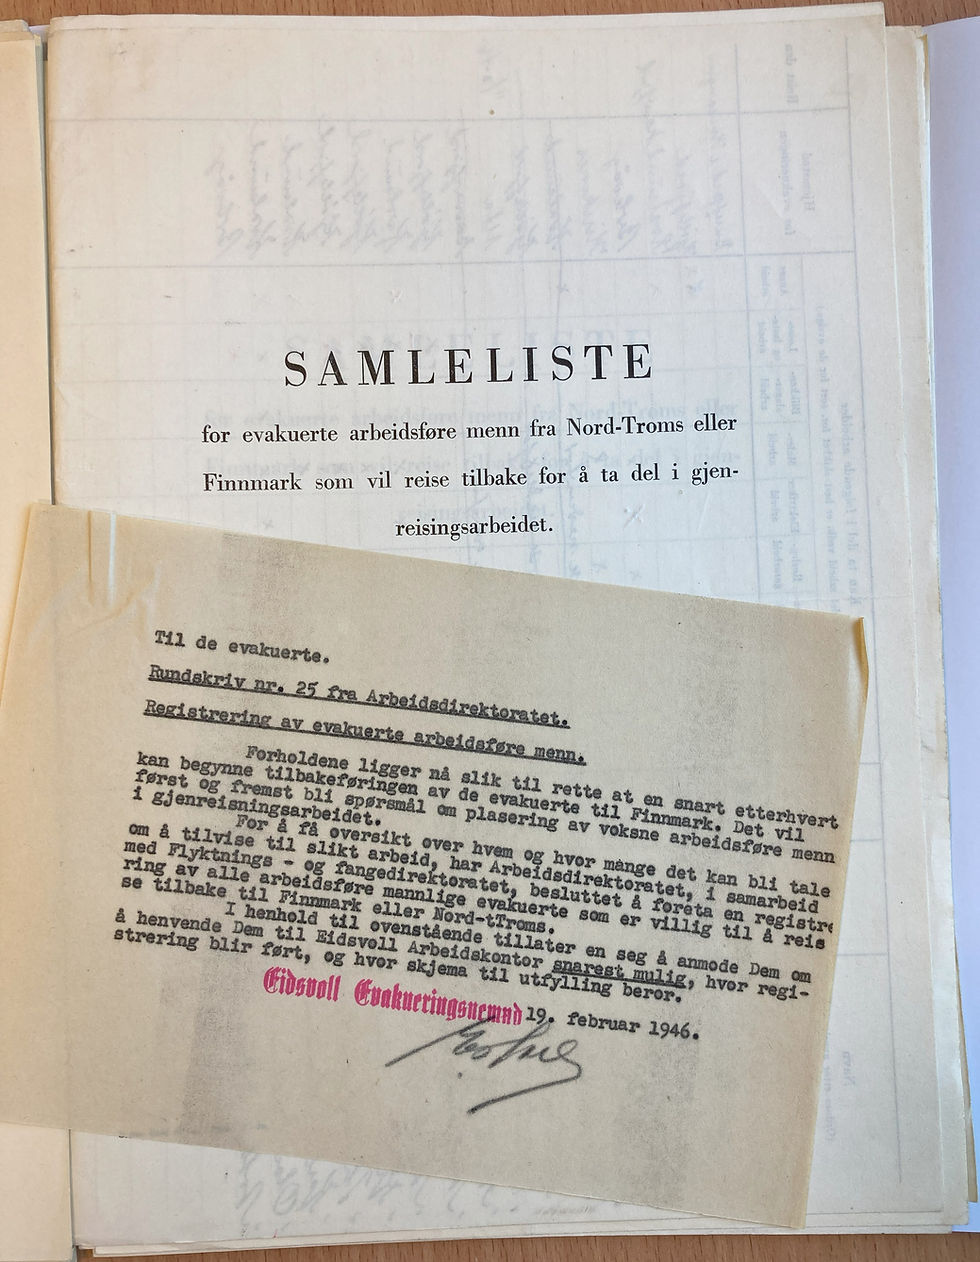 SAMLELISTE
for evakuerte arbeidsføre menn fra Nord-Troms eller
Finnmark som vil reise tilbake for å ta del i gjen-
reisingsarbeidet.
Til de evakuerte.
Rundskriv nr. 25 fra Arbeidsdirektoratet.
Registrering av evakuerte arbeidsføre menn.
Forholdene ligger nå slik til rette at en snart etterhvert
kan begynne tilbakeføringen av de evakuerte til Finnmark. Det vil
først og fremst bli spørsmål om plasering av voksne arbeidsføre menn
i gjenreisningsarbeidet.
For å få oversikt over hvem og hvor mange det kan bli tale
om å tilvise til slikt arbeid, har Arbeidsdirektoratet, i samarbeid
med Flyktnings - og fangedirektoratet, besluttet å foreta en registre
ring av alle arbeidsføre mannlige evakuerte som er villig til å reis
se tilbake til Finnmark eller Nord-tTroms.
I henhold til ovenstående tillater en seg å anmode Dem om
å henvende Dem til Eidsvoll Arbeidskontor snarest mulig, hvor regi-
strering blir ført, og hvor skjema til utfylling beror.
Eidsvoll Evakueringsnemnd 19. februar 1946.